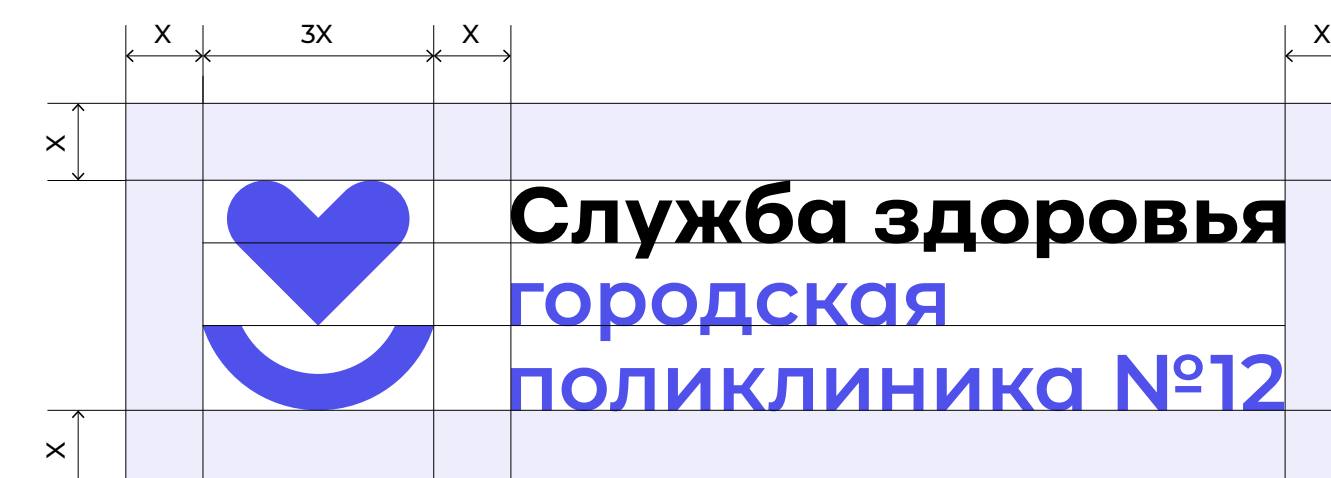 X 3X X X
X
Служба здоровья
городская
поликлиника №12
X